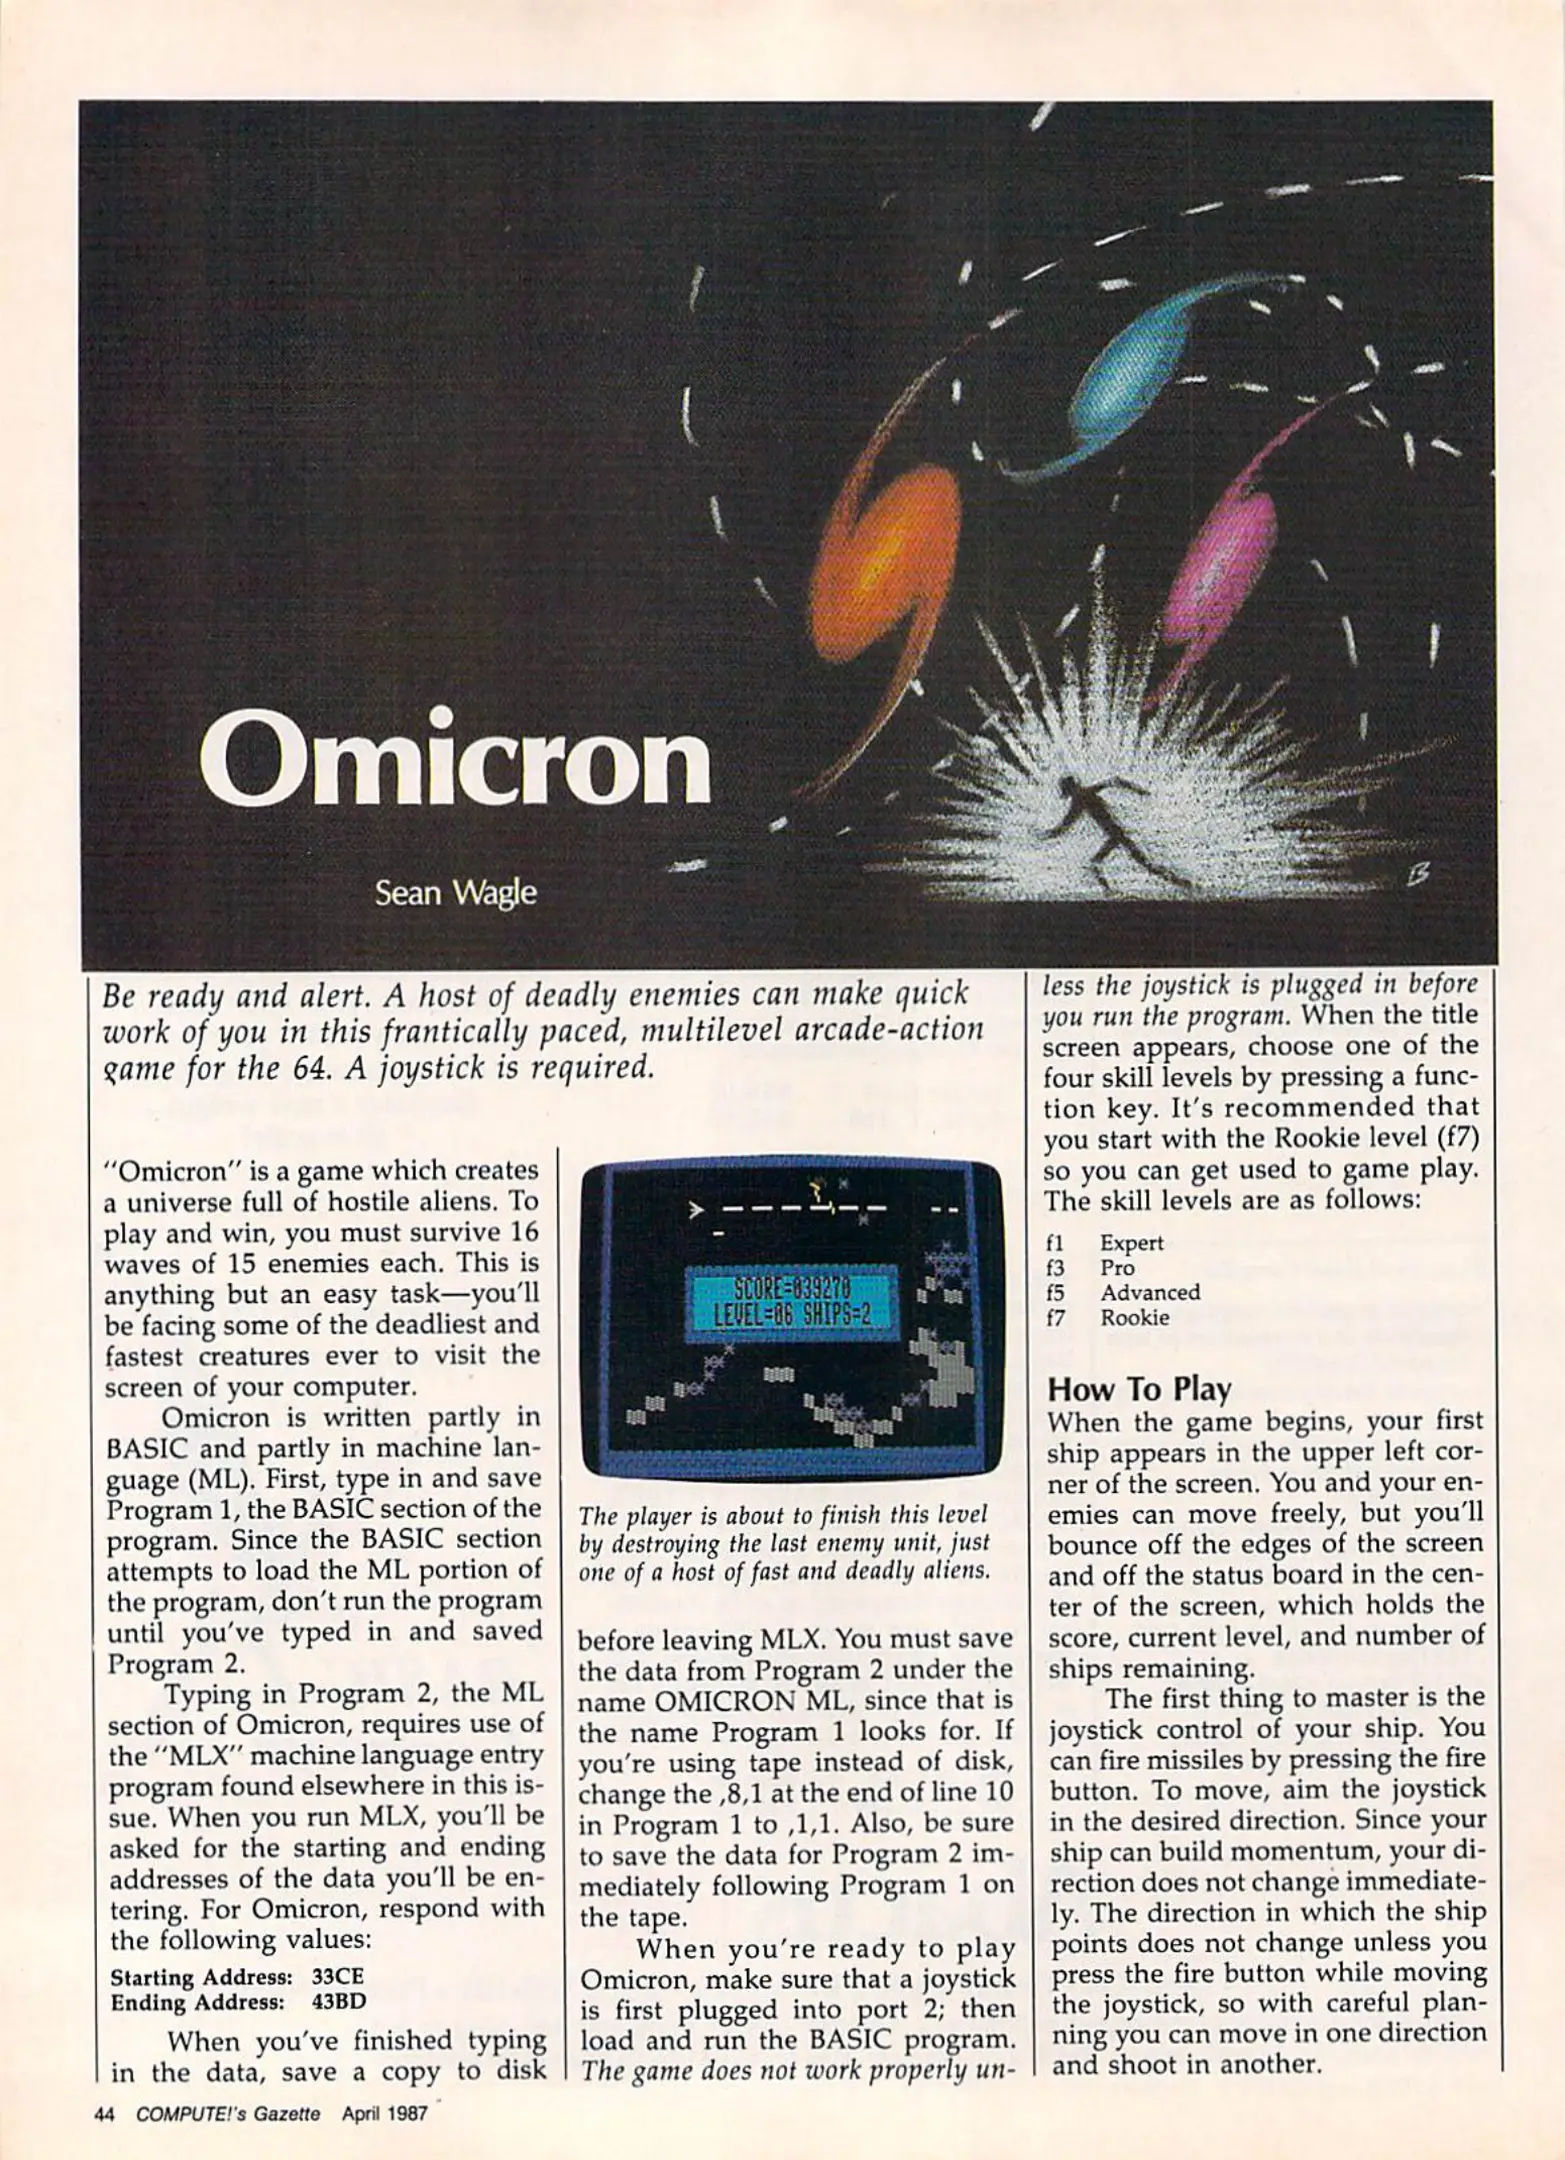 Omicron
Sean Wagle
Be ready and alert. A host of deadly enemies can make quick
work of you in this frantically paced, multilevel arcade-action
game for the 64. A joystick is required.
"Omicron" is a game which creates
a universe full of hostile aliens. To
play and win, you must survive 16
waves of 15 enemies each. This is
anything but an easy task—you'll
be facing some of the deadliest and
fastest creatures ever to visit the
screen of your computer.
Omicron is written partly in
BASIC and partly in machine lan-
guage (ML). First, type in and save
Program 1, the BASIC section of the
program. Since the BASIC section
attempts to load the ML portion of
the program, don't run the program
until you've typed in and saved
Program 2.
Typing in Program 2, the ML
section of Omicron, requires use of
the "MLX" machine language entry
program found elsewhere in this is-
sue. When you run MLX, you'll be
asked for the starting and ending
addresses of the data you'll be en-
tering. For Omicron, respond with
the following values:
Starting Address: 33CE
Ending Address: 43BD
When you've finished typing
in the data, save a copy to disk
SCORE=039270
LEVEL=06 SHIPS=2
The player is about to finish this level
by destroying the last enemy unit, just
one of a host of fast and deadly aliens.
before leaving MLX. You must save
the data from Program 2 under the
name OMICRON ML, since that is
the name Program 1 looks for. If
you're using tape instead of disk,
change the ,8,1 at the end of line 10
in Program 1 to ,1,1. Also, be sure
to save the data for Program 2 im-
mediately following Program 1 on
the tape.
When you're ready to play
Omicron, make sure that a joystick
is first plugged into port 2; then
load and run the BASIC program.
The game does not work properly un-
less the joystick is plugged in before
you run the program. When the title
screen appears, choose one of the
four skill levels by pressing a func-
tion key. It's recommended that
you start with the Rookie level (f7)
so you can get used to game play.
The skill levels are as follows:
f1 Expert
f3 Pro
f5 Advanced
f7 Rookie
How To Play
When the game begins, your first
ship appears in the upper left cor-
ner of the screen. You and your en-
emies can move freely, but you'll
bounce off the edges of the screen
and off the status board in the cen-
ter of the screen, which holds the
score, current level, and number of
ships remaining.
The first thing to master is the
joystick control of your ship. You
can fire missiles by pressing the fire
button. To move, aim the joystick
in the desired direction. Since your
ship can build momentum, your di-
rection does not change immediate-
ly. The direction in which the ship
points does not change unless you
press the fire button while moving
the joystick, so with careful plan-
ning you can move in one direction
and shoot in another.
44 COMPUTE!'s Gazette April 1987